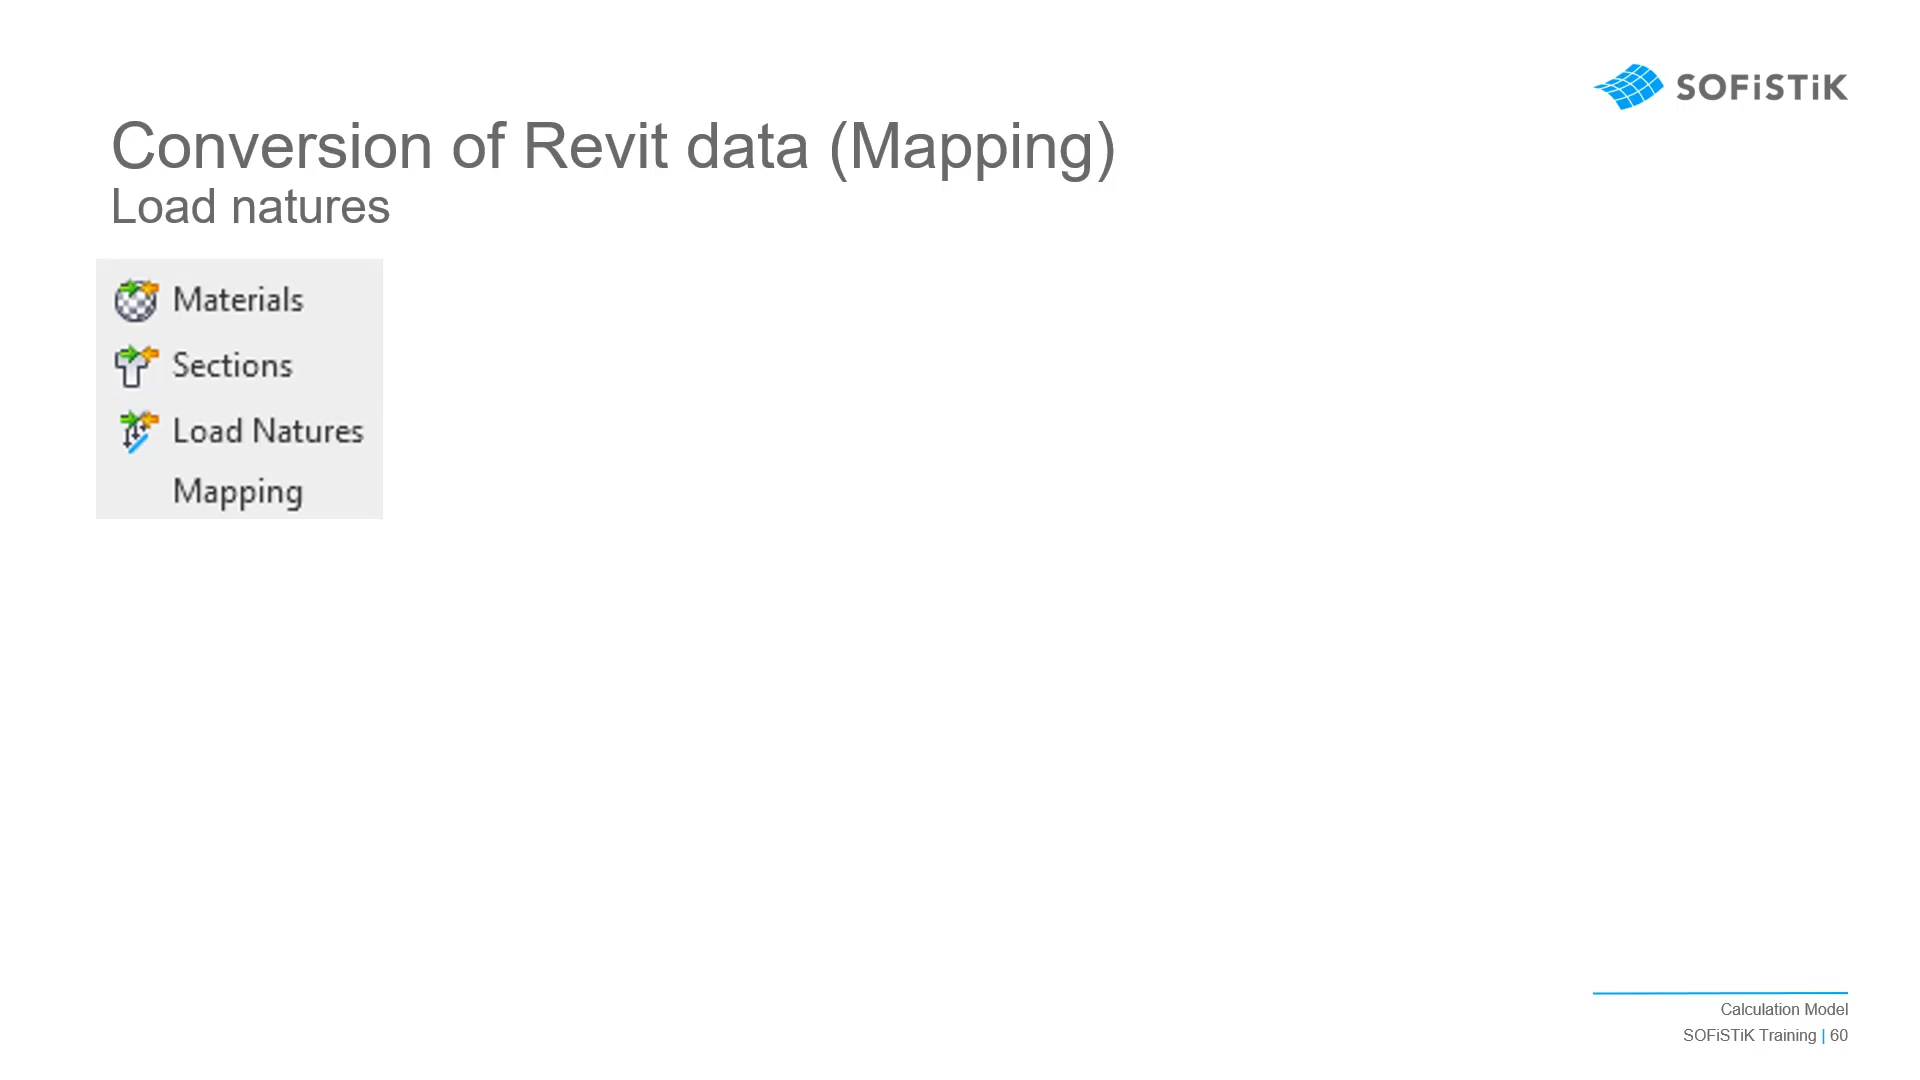 SOFiSTiK
Conversion of Revit data (Mapping)
Load natures
Materials
Sections
Load Natures
Mapping
Calculation Model
SOFiSTiK Training | 60